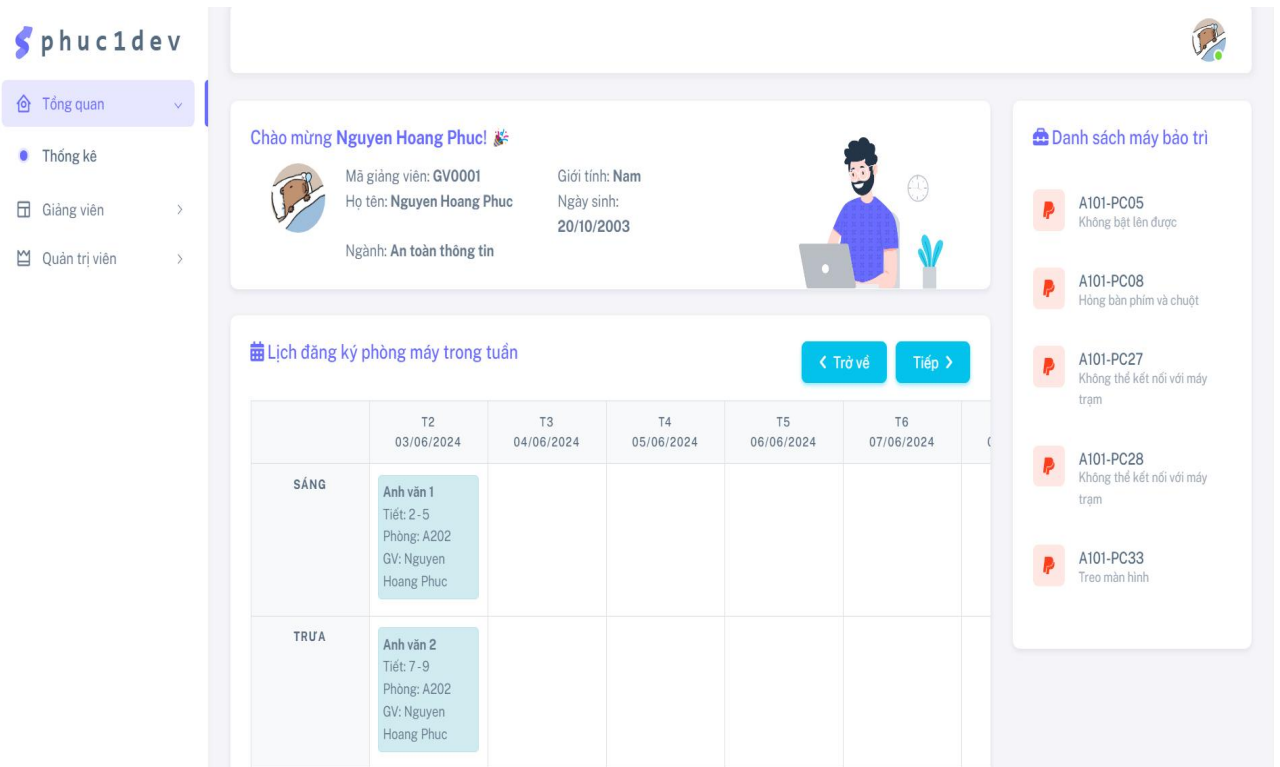 phuc1dev
Tổng quan
Thống kê
Giảng viên
Quản trị viên
Chào mừng Nguyen Hoang Phuc! 🎉
Mã giảng viên: GV0001
Họ tên: Nguyen Hoang Phuc
Ngành: An toàn thông tin
Giới tính: Nam
Ngày sinh:
20/10/2003
Lịch đăng ký phòng máy trong tuần
Trở về
Tiếp
T2
03/06/2024
T3
04/06/2024
T4
05/06/2024
T5
06/06/2024
T6
07/06/2024
SÁNG
Anh văn 1
Tiết: 2-5
Phòng: A202
GV: Nguyen
Hoang Phuc
TRƯA
Anh văn 2
Tiết: 7-9
Phòng: A202
GV: Nguyen
Hoang Phuc
Danh sách máy bảo trì
A101-PC05
Không bật lên được
A101-PC08
Hỏng bàn phím và chuột
A101-PC27
Không thể kết nối với máy
trạm
A101-PC28
Không thể kết nối với máy
trạm
A101-PC33
Treo màn hình